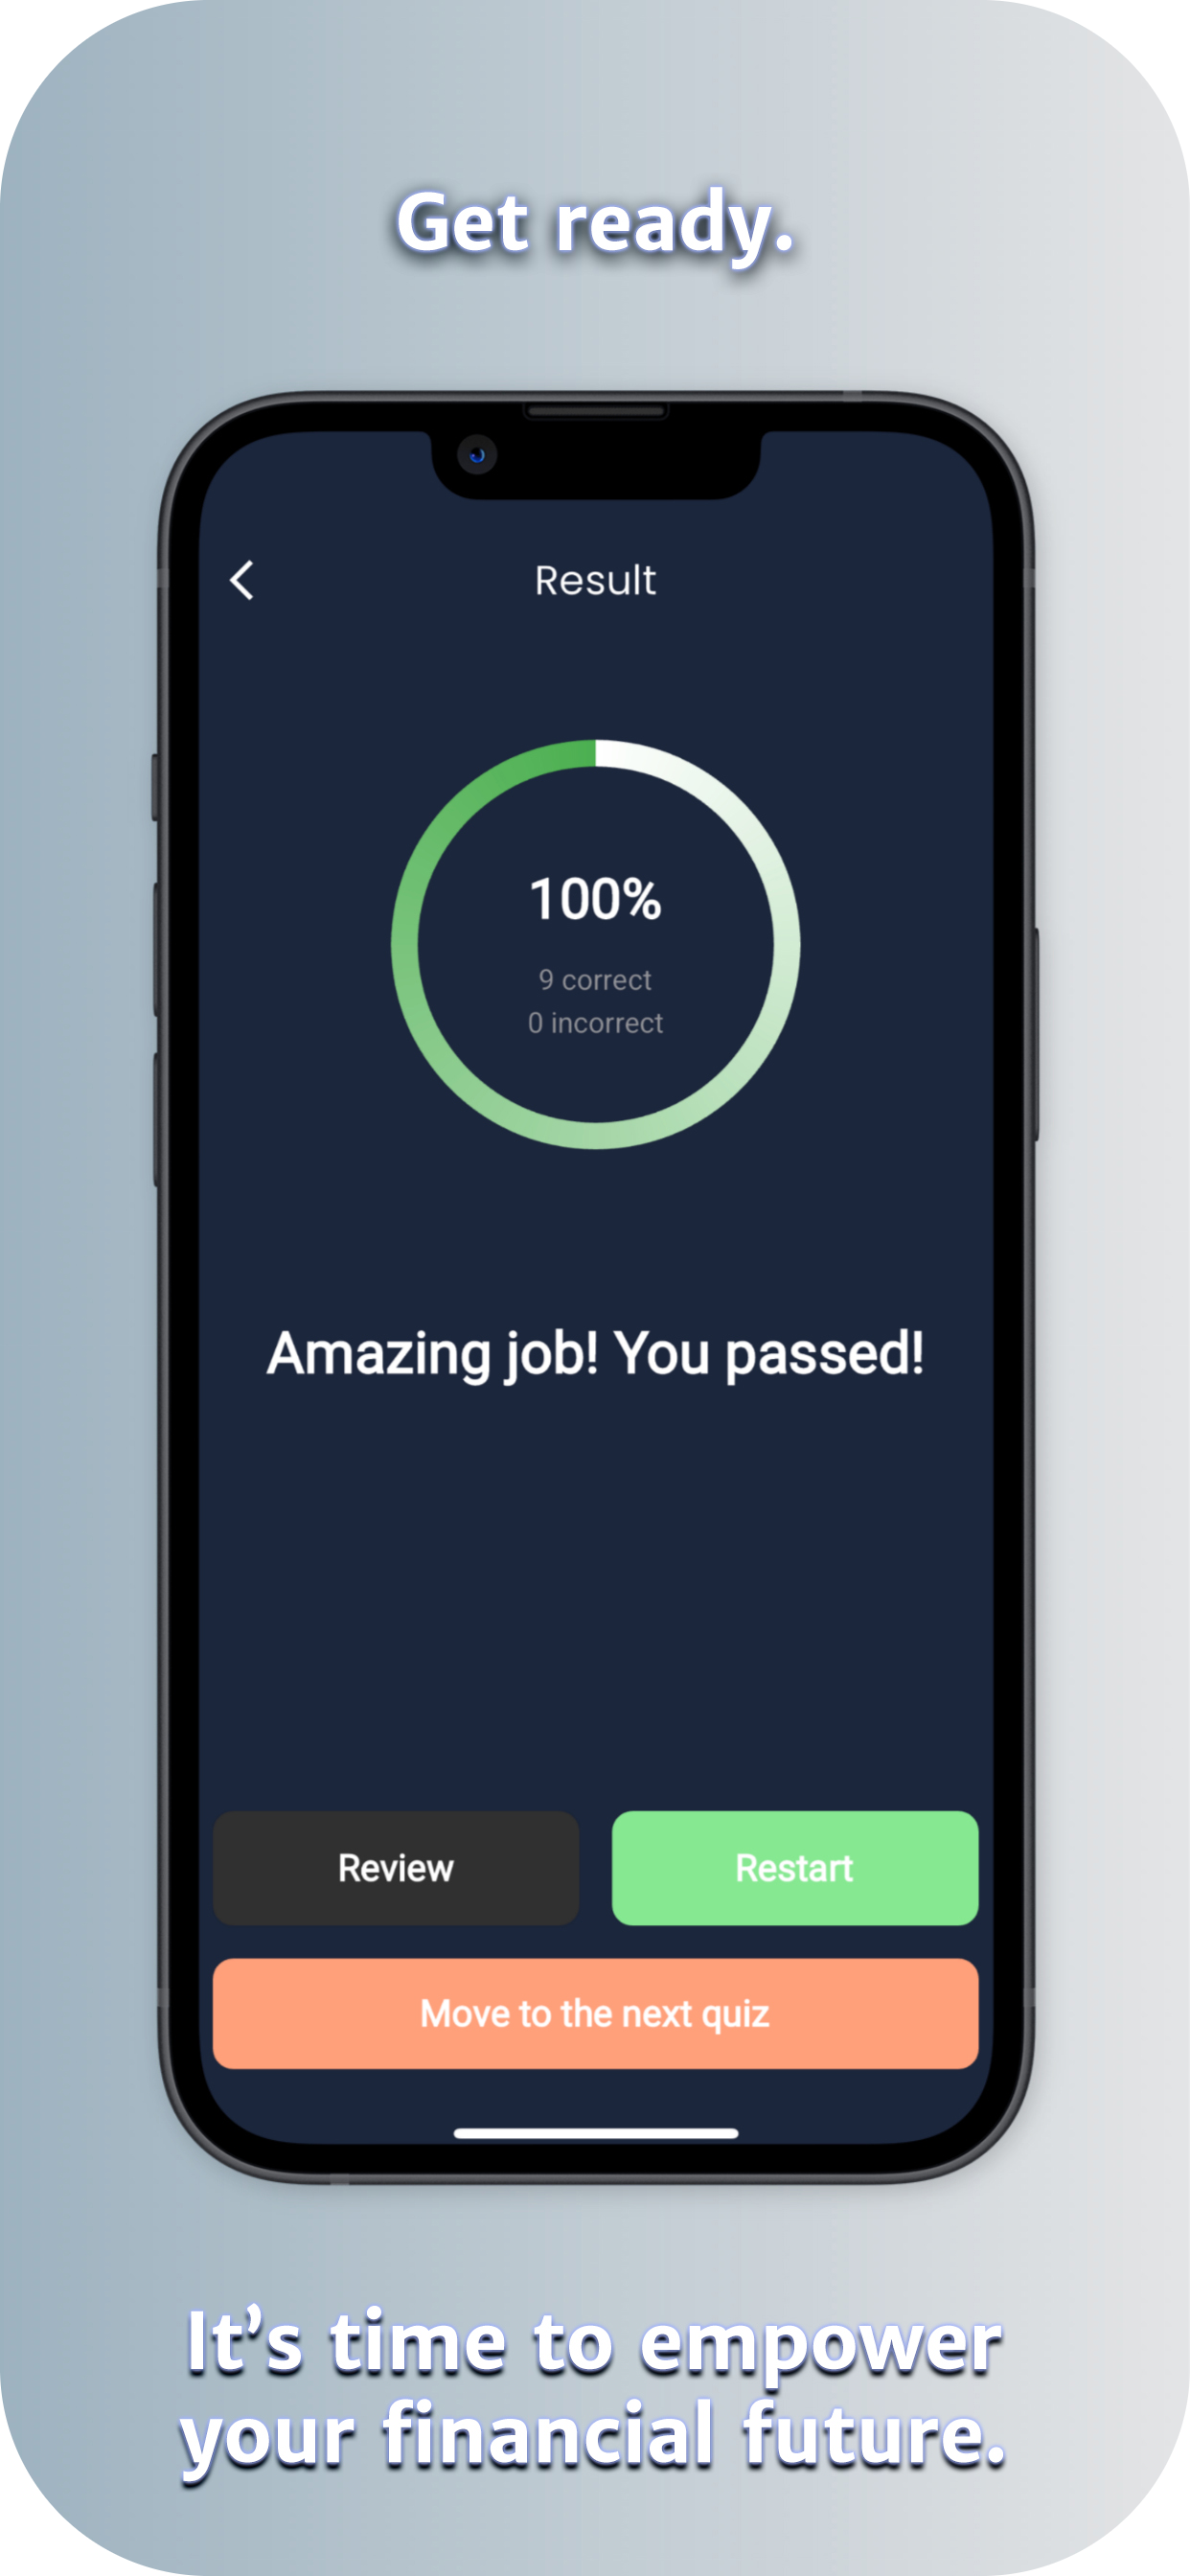 Get ready.
Result
100%
9 correct
0 incorrect
Amazing job! You passed!
Review
Restart
Move to the next quiz
It’s time to empower
your financial future.